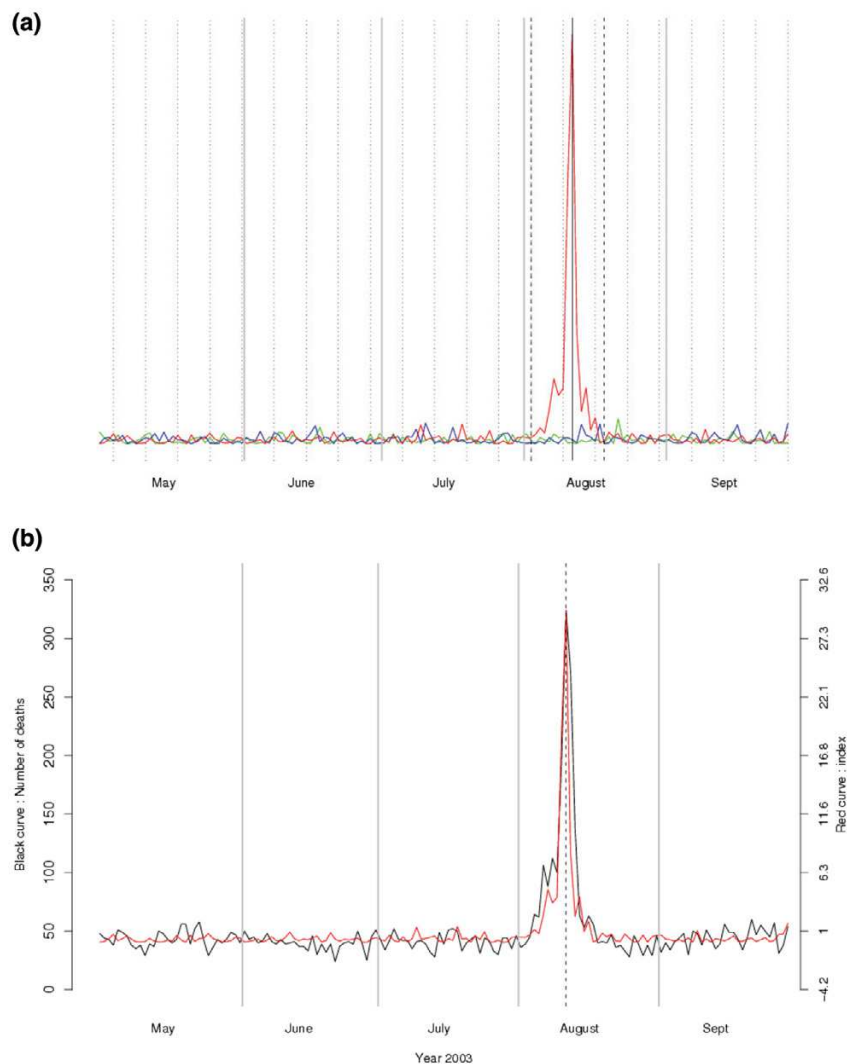 (a)
May June July August Sept
(b)
Black curve : Number of deaths
350
300
250
200
150
100
50
0
32.6
27.3
22.1
16.8
11.6
6.3
1
−4.2
Red curve : index
May June July August Sept
Year 2003